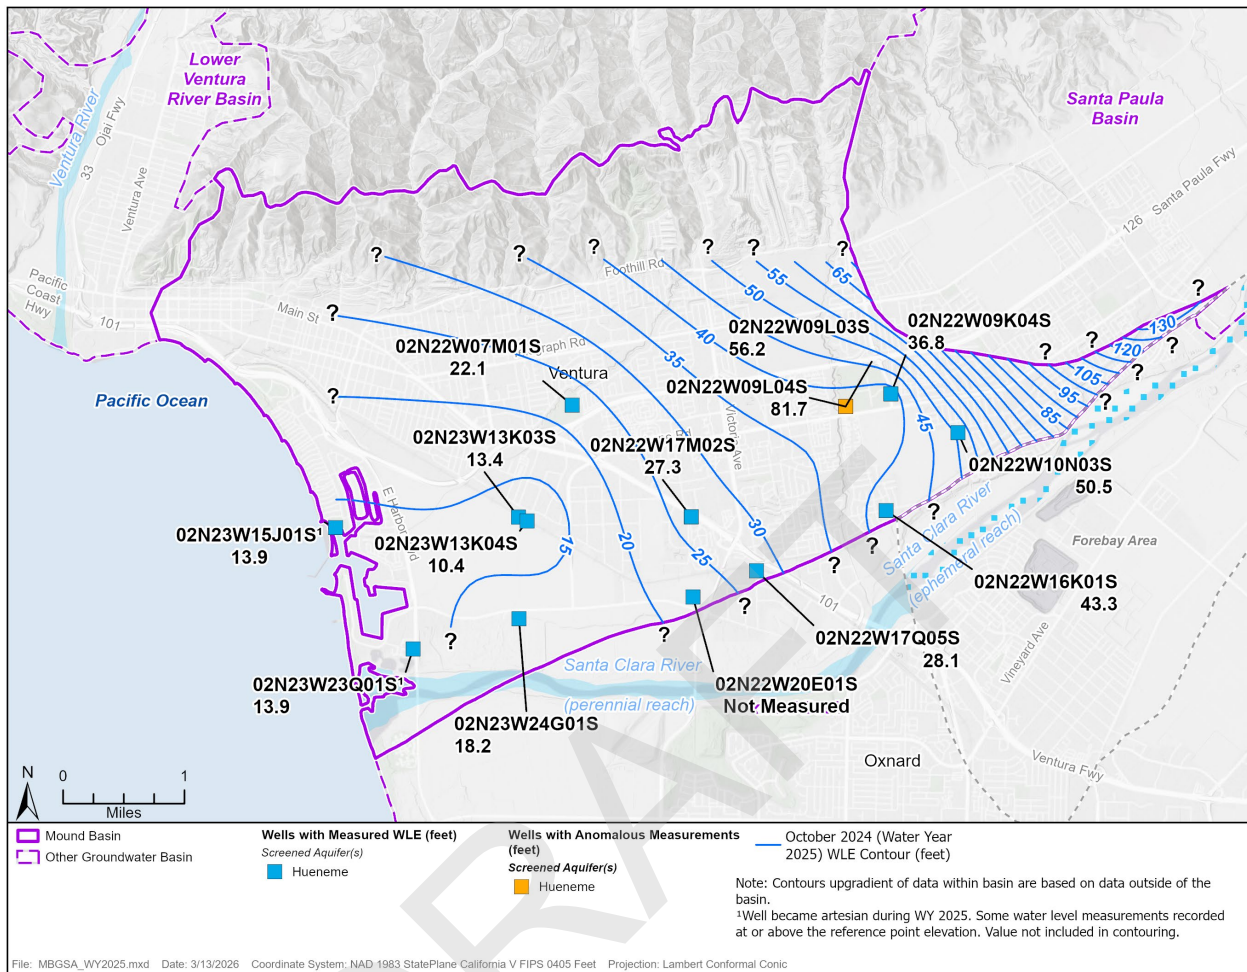 Lower
Ventura
River Basin
Santa Paula
Basin
Ventura River
Ojai Fwy
33
Ventura Ave
126
Santa Paula Fwy
?
?
?
?
?
?
Foothill Rd
65
55
50
?
130
Pacific
Coast
Hwy
101
Main St
?
40
02N22W09L03S
56.2
02N22W09K04S
36.8
?
?
120
?
02N22W07M01S
22.1
Ventura
35
02N22W09L04S
81.7
105
?
95
?
85
Pacific Ocean
?
Victoria Ave
45
02N23W13K03S
13.4
02N22W17M02S
27.3
02N22W10N03S
50.5
E Harbor
02N23W15J01S¹
13.9
02N23W13K04S
10.4
15
20
25
30
?
?
?
Santa Clara River
(ephemeral reach)
Forebay Area
02N22W16K01S
43.3
?
?
?
101
02N22W17Q05S
28.1
Vineyard Ave
Santa Clara River
(perennial reach)
02N23W23Q01S¹
13.9
02N22W20E01S
Not Measured
02N23W24G01S
18.2
Oxnard
Ventura Fwy
N
0 1
Miles
DRAFT
Mound Basin
Other Groundwater Basin
Wells with Measured WLE (feet)
Screened Aquifer(s)
Hueneme
Wells with Anomalous Measurements
(feet)
Screened Aquifer(s)
Hueneme
October 2024 (Water Year
2025) WLE Contour (feet)
Note: Contours upgradient of data within basin are based on data outside of the
basin.
¹Well became artesian during WY 2025. Some water level measurements recorded
at or above the reference point elevation. Value not included in contouring.
File: MBGSA_WY2025.mxd Date: 3/13/2026 Coordinate System: NAD 1983 StatePlane California V FIPS 0405 Feet Projection: Lambert Conformal Conic